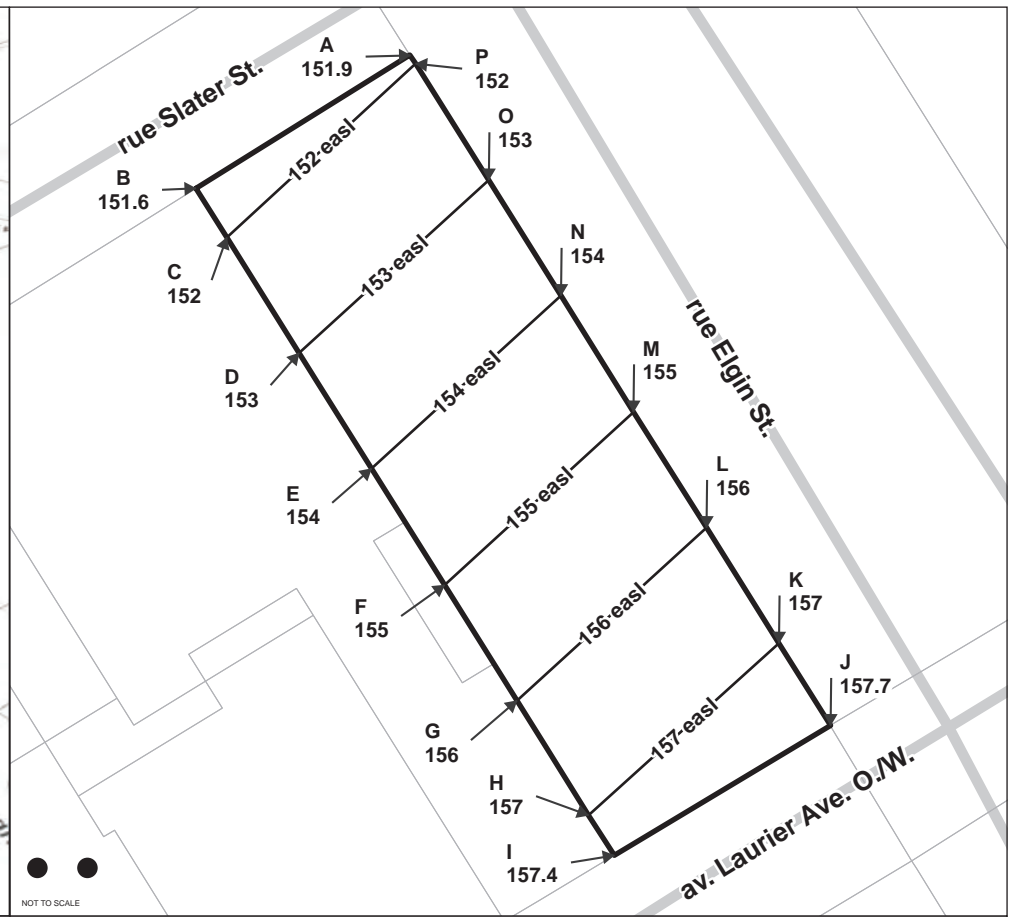 A
151.9
P
152
rue Slater St.
O
153
152 easl
B
151.6
N
154
153 easl
C
152
rue Elgin St.
M
155
D
153
154 easl
L
156
E
154
155 easl
K
157
F
155
156 easl
J
157.7
G
156
157 easl
H
157
av. Laurier Ave. O./W.
I
157.4
NOT TO SCALE